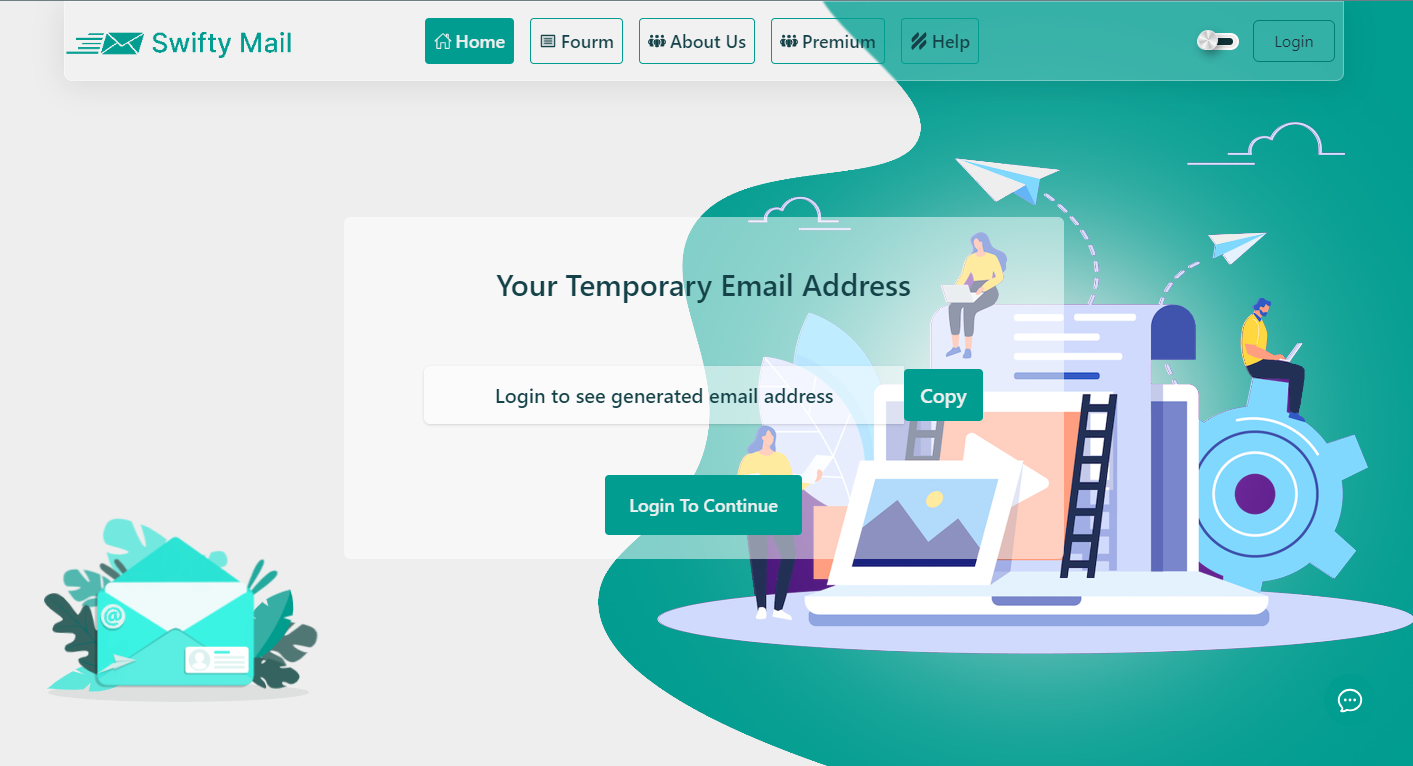 Swifty Mail
Home
Fourm
About Us
Premium
Help
Login
Your Temporary Email Address
Login to see generated email address
Copy
Login To Continue
@